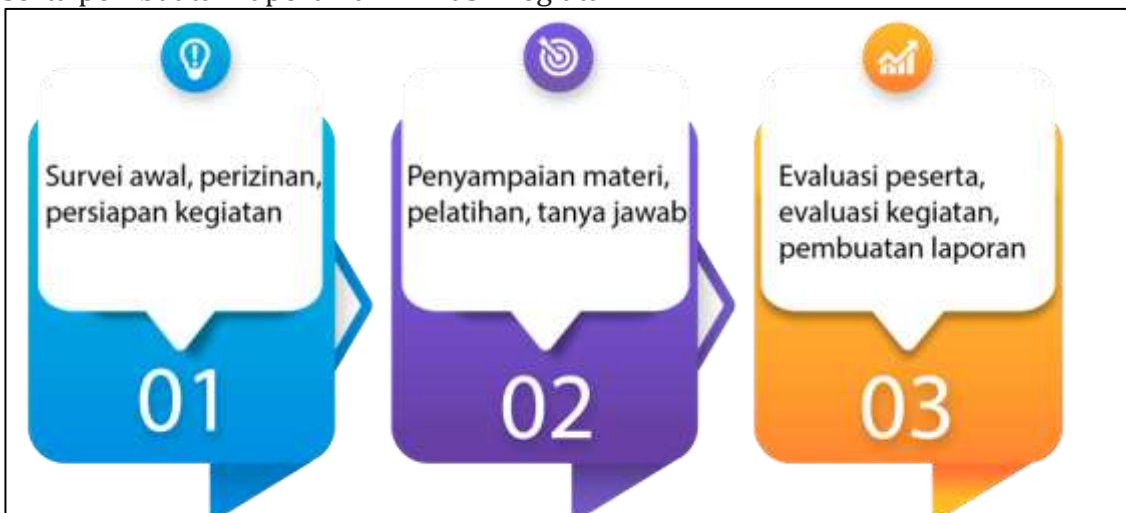 Survei awal, perizinan,
persiapan kegiatan
01
Penyampaian materi,
pelatihan, tanya jawab
02
Evaluasi peserta,
evaluasi kegiatan,
pembuatan laporan
03